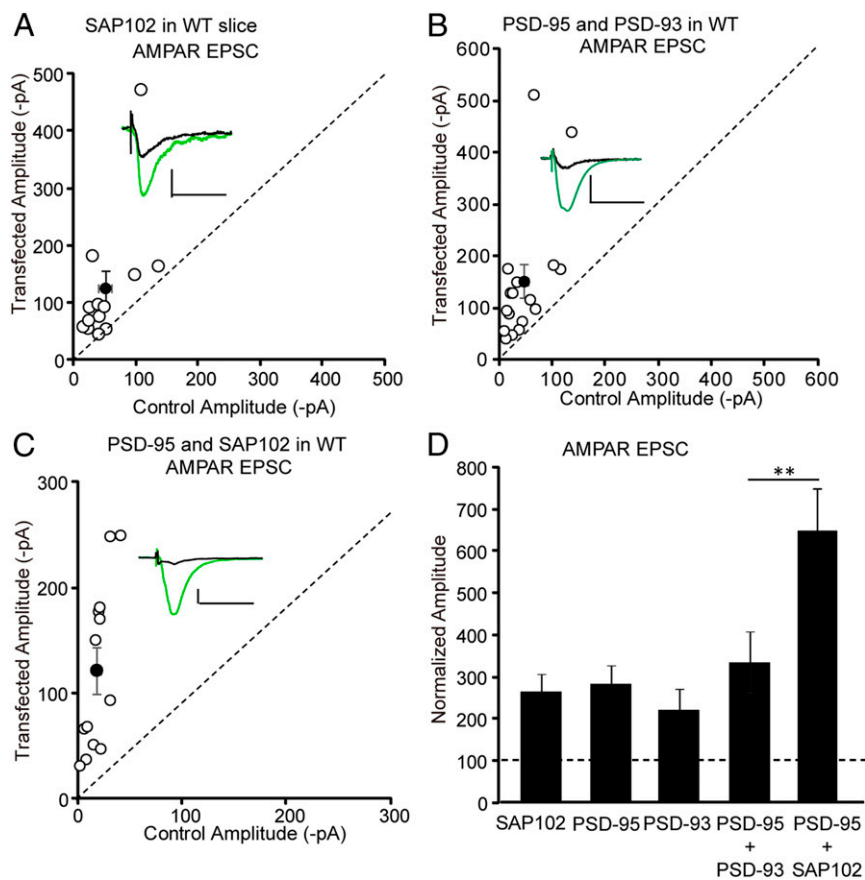 A
SAP102 in WT slice
AMPAR EPSC
500
400
300
200
100
0
0 100 200 300 400 500
Transfected Amplitude (-pA)
Control Amplitude (-pA)
B
PSD-95 and PSD-93 in WT
AMPAR EPSC
600
500
400
300
200
100
0
0 100 200 300 400 500 600
Transfected Amplitude (-pA)
Control Amplitude (-pA)
C
PSD-95 and SAP102 in WT
AMPAR EPSC
300
200
100
0
0 100 200 300
Transfected Amplitude (-pA)
Control Amplitude (-pA)
D
AMPAR EPSC
**
800
700
600
500
400
300
200
100
0
Normalized Amplitude
SAP102 PSD-95 PSD-93 PSD-95 PSD-95
+ +
PSD-93 SAP102